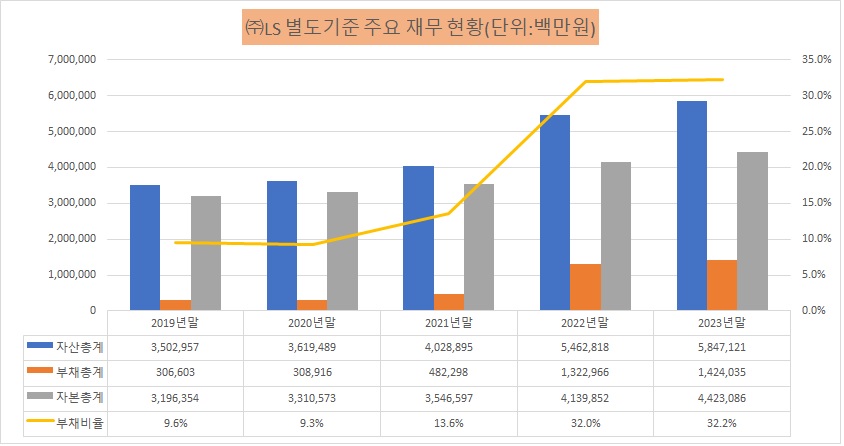 ㈜LS 별도기준 주요 재무 현황(단위:백만원)
7,000,000 35.0%
6,000,000 30.0%
5,000,000 25.0%
4,000,000 20.0%
3,000,000 15.0%
2,000,000 10.0%
1,000,000 5.0%
0 0.0%
2019년말 2020년말 2021년말 2022년말 2023년말
자산총계 3,502,957 3,619,489 4,028,895 5,462,818 5,847,121
부채총계 306,603 308,916 482,298 1,322,966 1,424,035
자본총계 3,196,354 3,310,573 3,546,597 4,139,852 4,423,086
부채비율 9.6% 9.3% 13.6% 32.0% 32.2%